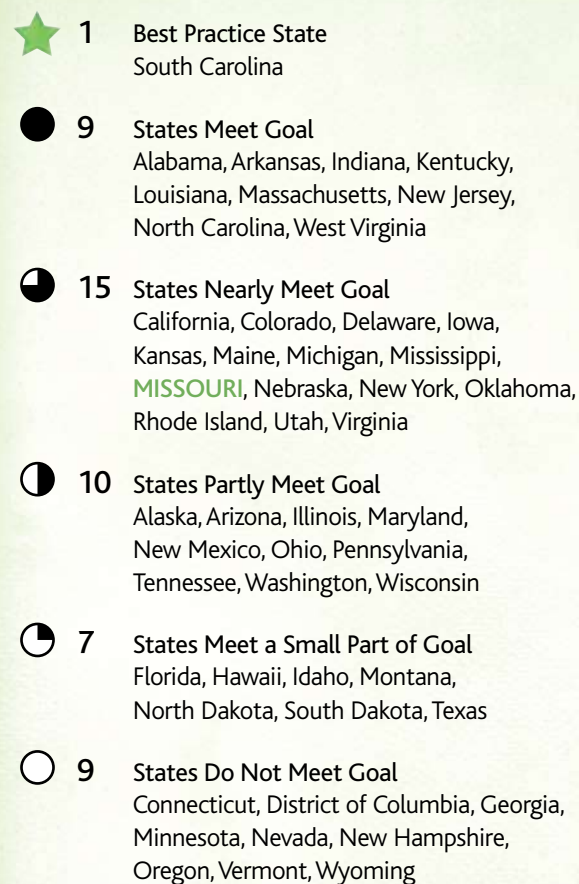 1 Best Practice State
South Carolina
9 States Meet Goal
Alabama, Arkansas, Indiana, Kentucky,
Louisiana, Massachusetts, New Jersey,
North Carolina, West Virginia
15 States Nearly Meet Goal
California, Colorado, Delaware, Iowa,
Kansas, Maine, Michigan, Mississippi,
MISSOURI, Nebraska, New York, Oklahoma,
Rhode Island, Utah, Virginia
10 States Partly Meet Goal
Alaska, Arizona, Illinois, Maryland,
New Mexico, Ohio, Pennsylvania,
Tennessee, Washington, Wisconsin
7 States Meet a Small Part of Goal
Florida, Hawaii, Idaho, Montana,
North Dakota, South Dakota, Texas
9 States Do Not Meet Goal
Connecticut, District of Columbia, Georgia,
Minnesota, Nevada, New Hampshire,
Oregon, Vermont, Wyoming